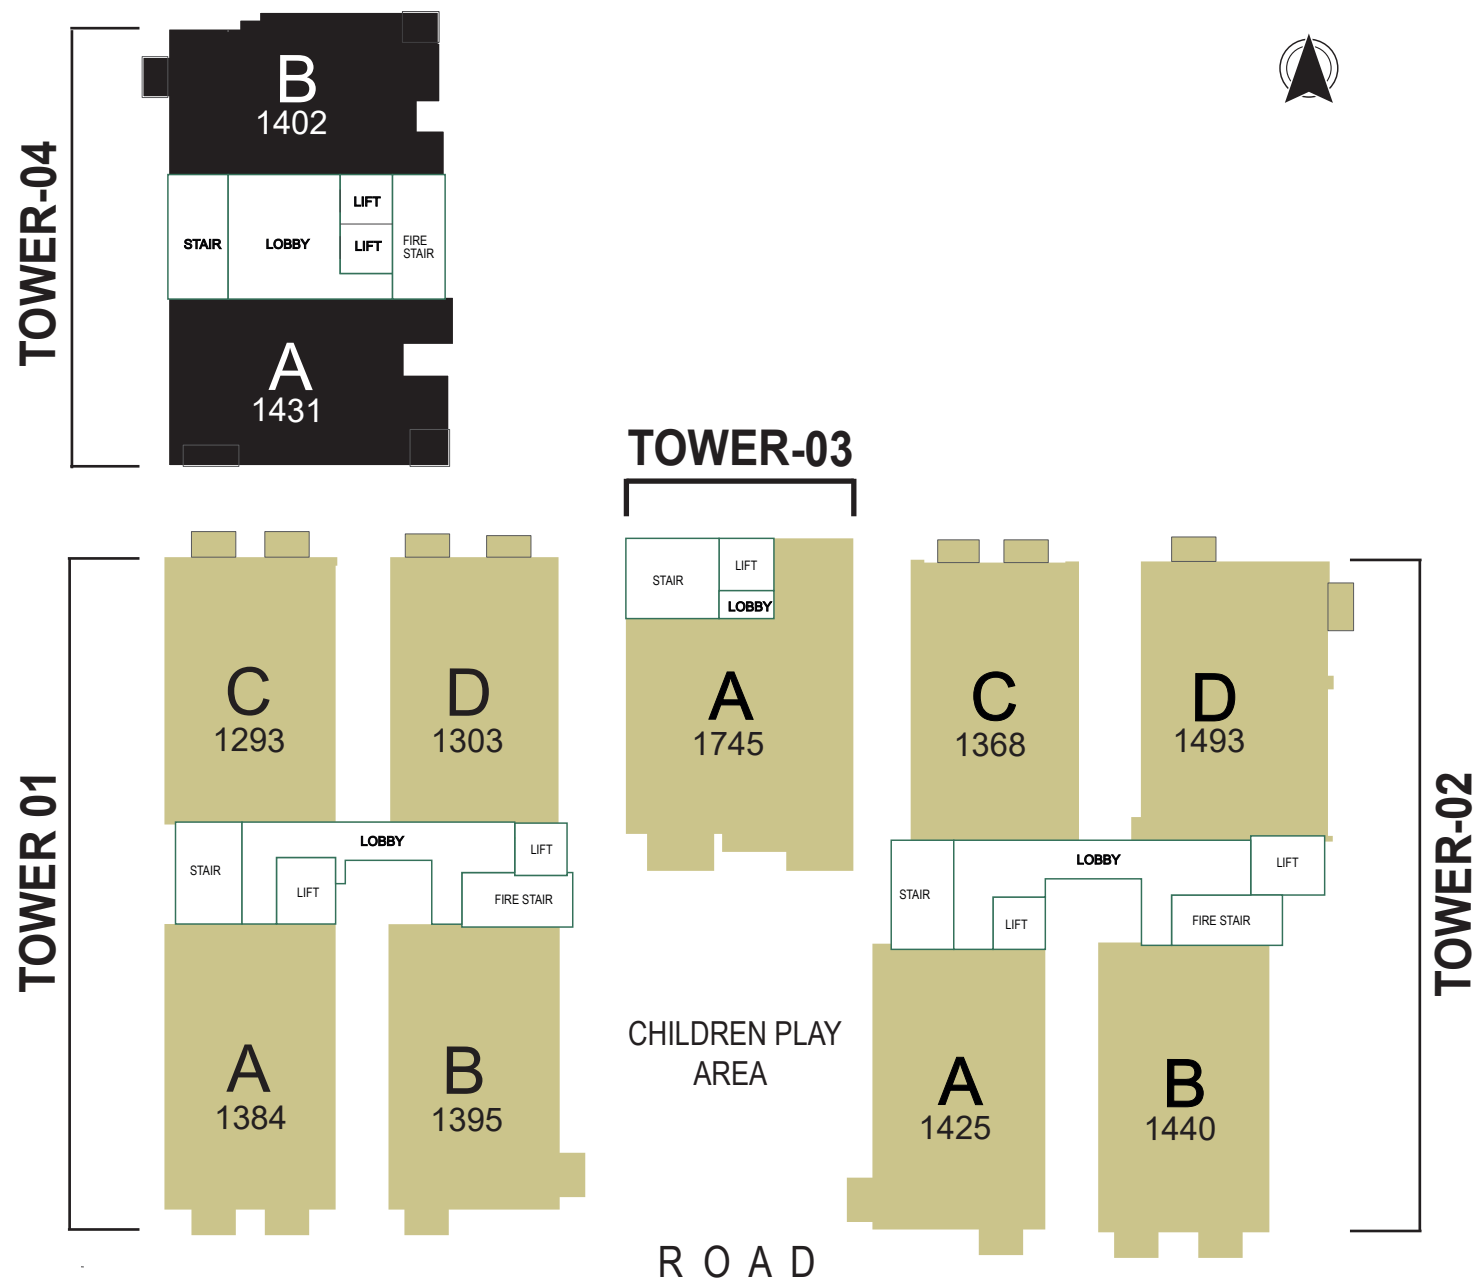 TOWER-04
B
1402
STAIR
LOBBY
LIFT
LIFT
FIRE
STAIR
A
1431
TOWER-03
STAIR
LIFT
LOBBY
A
1745
TOWER 01
C
1293
D
1303
STAIR
LOBBY
LIFT
LIFT
FIRE STAIR
A
1384
B
1395
CHILDREN PLAY
AREA
TOWER-02
C
1368
D
1493
STAIR
LOBBY
LIFT
LIFT
FIRE STAIR
A
1425
B
1440
ROAD